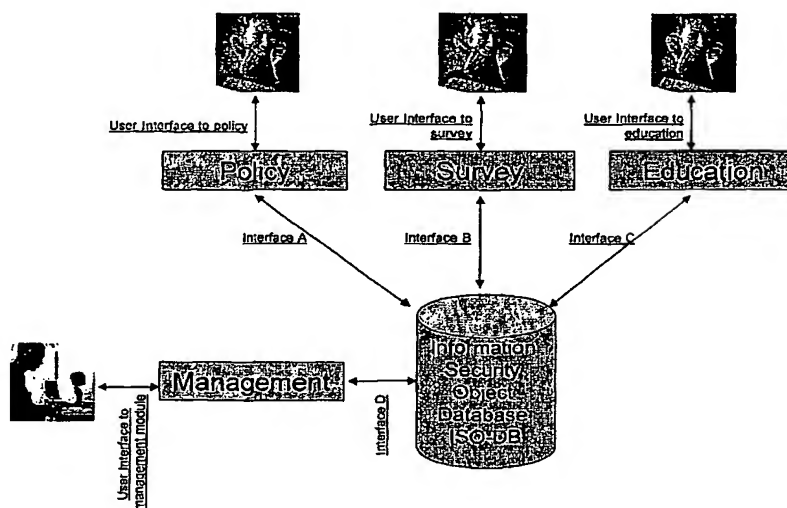 User Interface to policy
User Interface to
survey
User Interface to
education
Policy
Survey
Education
Interface A
Interface B
Interface C
Information
Security
Object
Database
ISO-DB)
Management
Interface D
User Interface to
management module